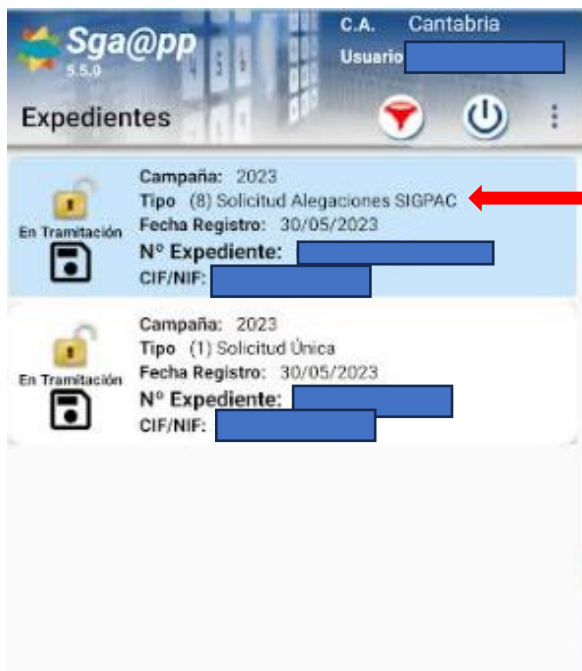 Sga@pp
5.5.0
C.A. Cantabria
Usuario
Expedientes
Campaña: 2023
Tipo (8) Solicitud Alegaciones SIGPAC
En Tramitación
Fecha Registro: 30/05/2023
Nº Expediente:
CIF/NIF:
Campaña: 2023
Tipo (1) Solicitud Única
En Tramitación
Fecha Registro: 30/05/2023
Nº Expediente:
CIF/NIF: